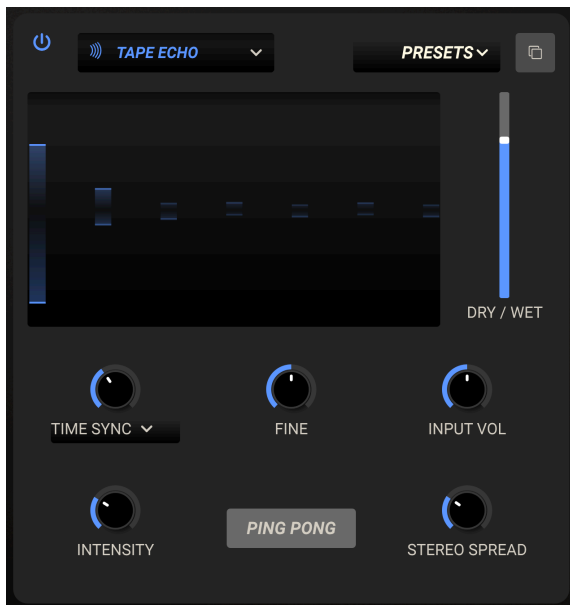 TAPE ECHO
PRESETS
DRY / WET
TIME SYNC
FINE
INPUT VOL
INTENSITY
PING PONG
STEREO SPREAD